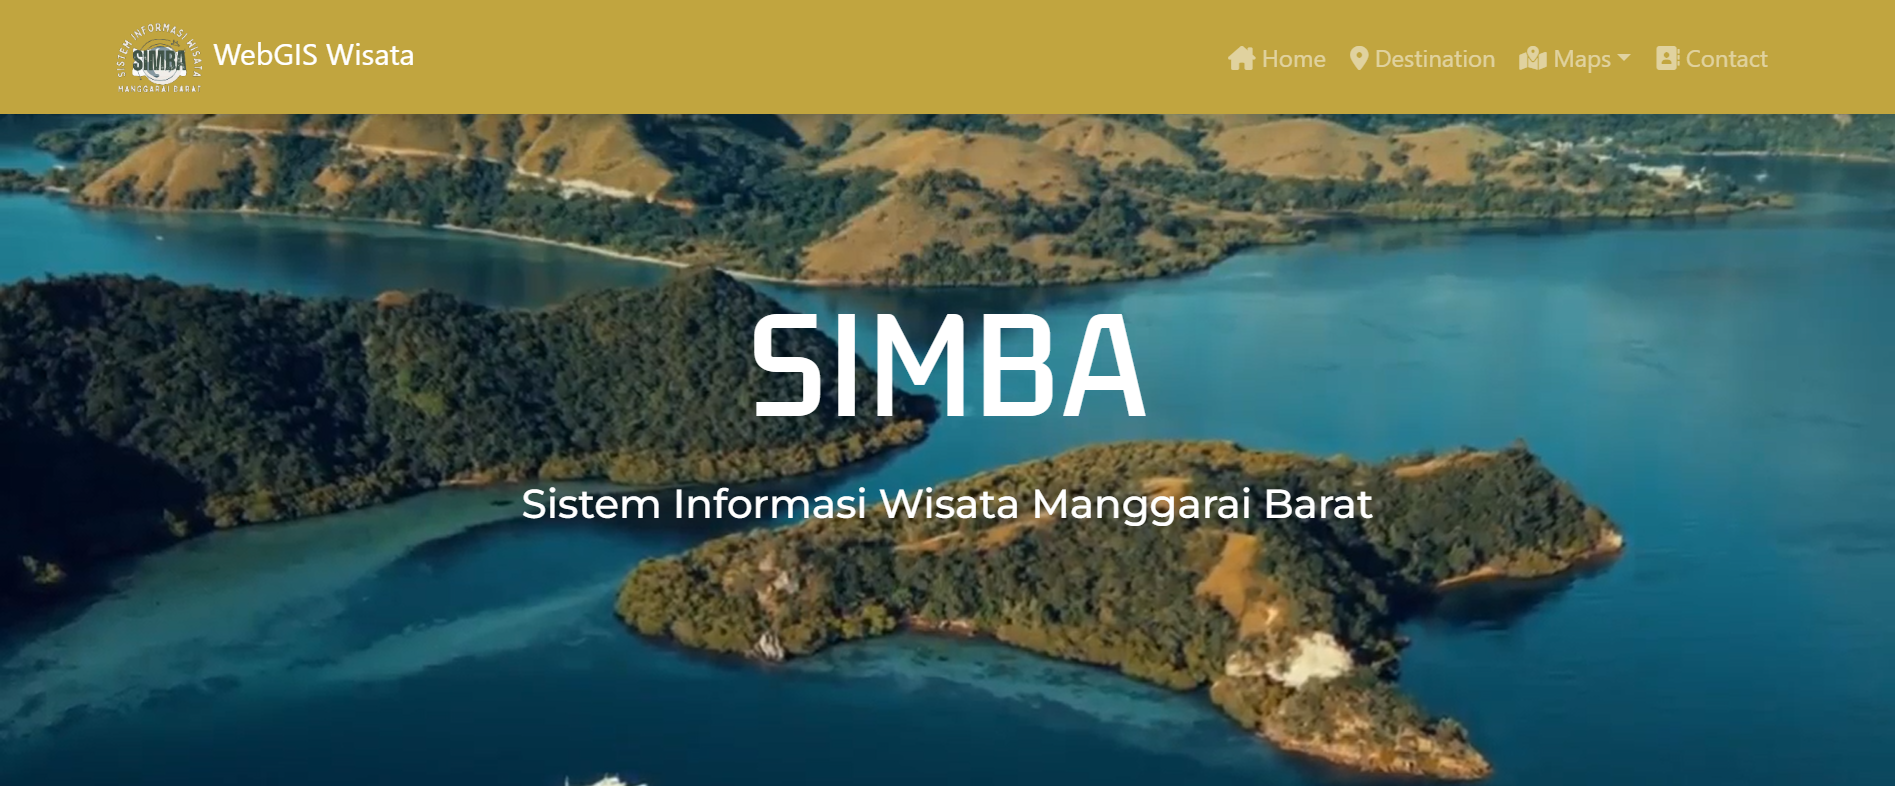 SISTEM INFORMASI WISATA
SIMBA
MANGGARAI BARAT
WebGIS Wisata
Home
Destination
Maps
Contact
SIMBA
Sistem Informasi Wisata Manggarai Barat